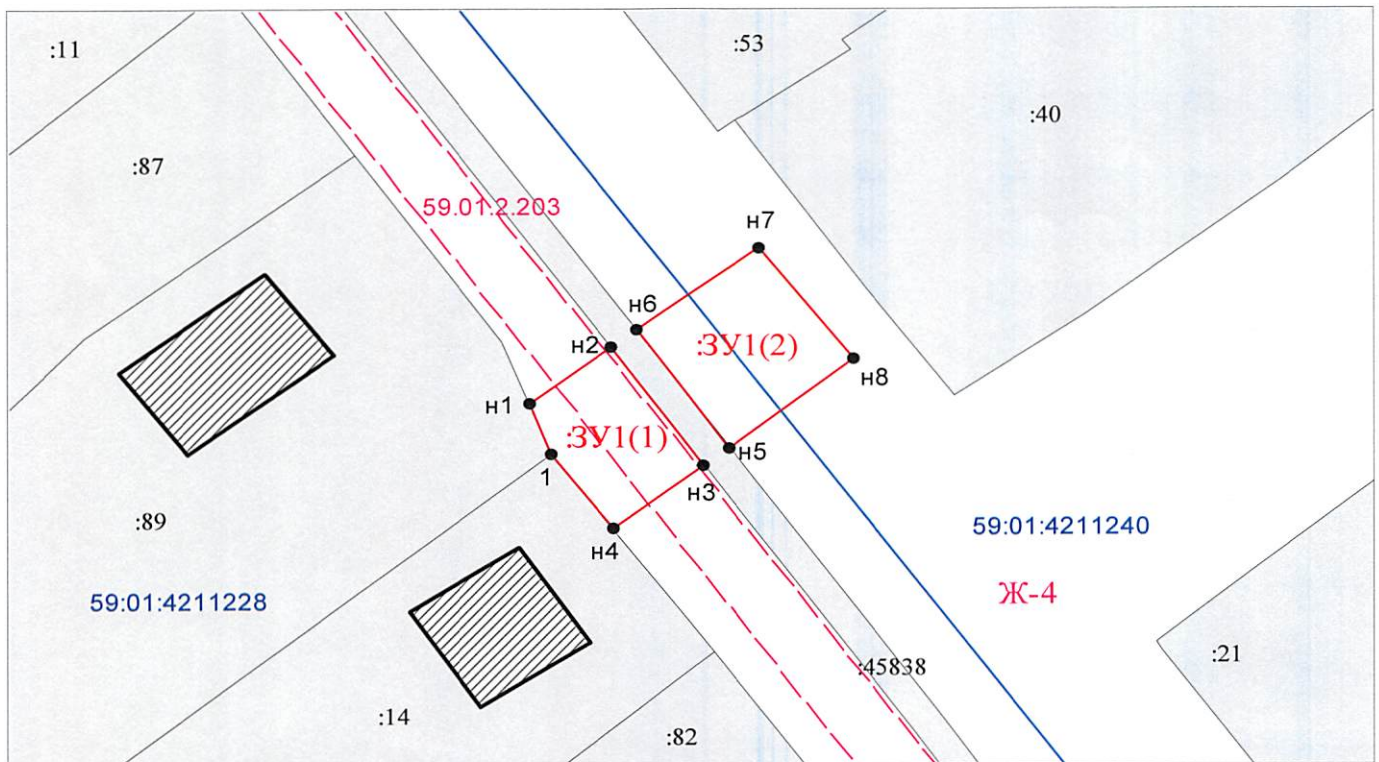 :11
:53
:40
:87
59.01.2.203
н7
н6
н2
:ЗУ1(2)
н8
н1
:ЗУ1(1)
н5
1
н3
:89
н4
59:01:4211240
59:01:4211228
Ж-4
:21
:45838
:14
:82